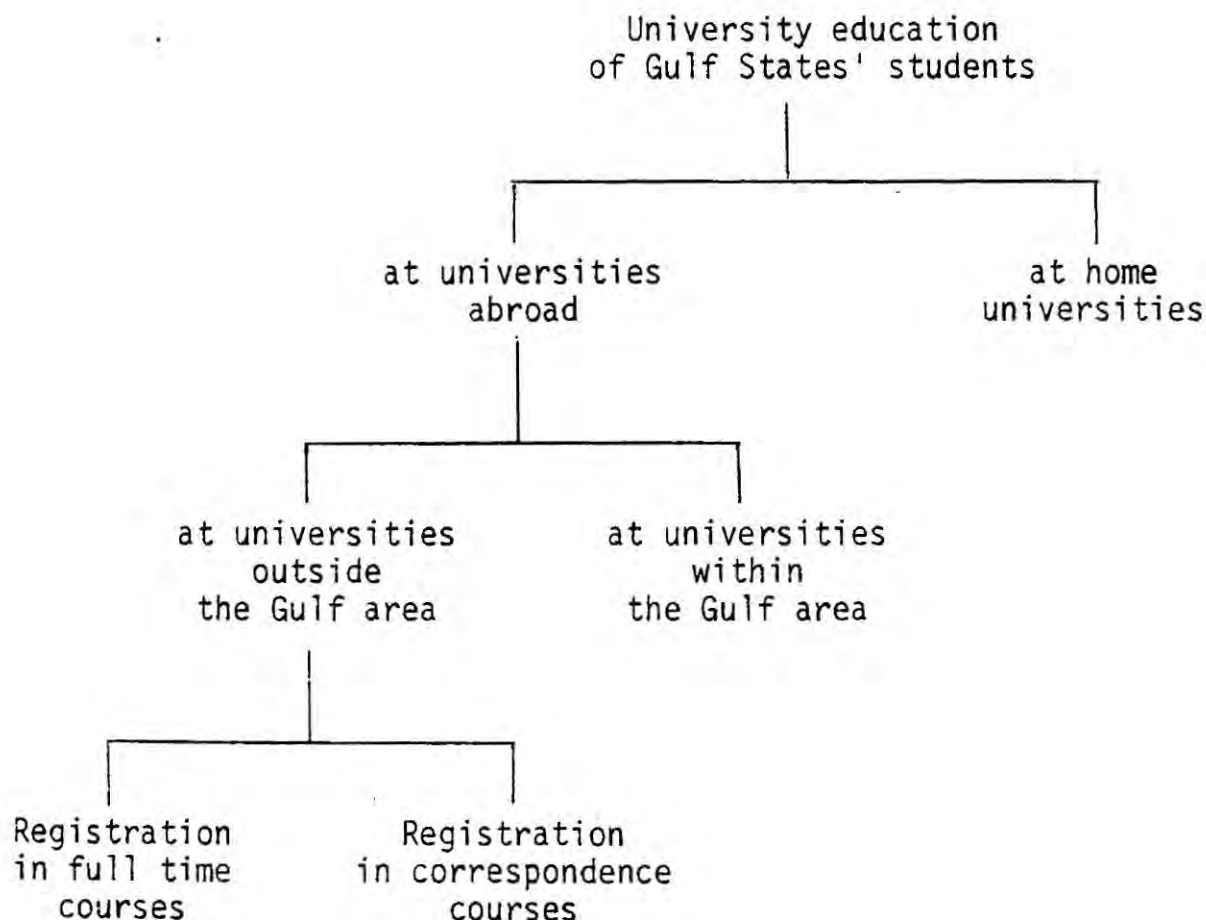 University education
of Gulf States' students
at universities
abroad
at home
universities
at universities
outside
the Gulf area
at universities
within
the Gulf area
Registration
in full time
courses
Registration
in correspondence
courses